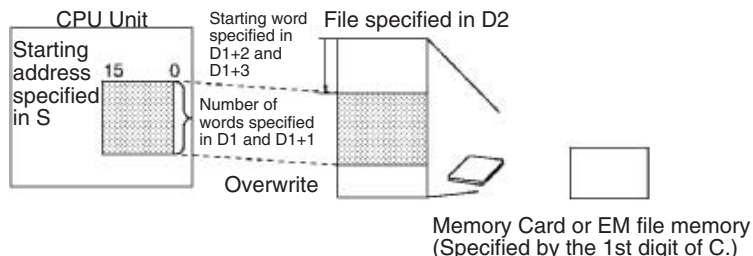 CPU Unit
Starting address specified in S
15 0
Starting word
specified in
D1+2 and
D1+3
Number of
words specified
in D1 and D1+1
File specified in D2
Overwrite
Memory Card or EM file memory
(Specified by the 1st digit of C.)